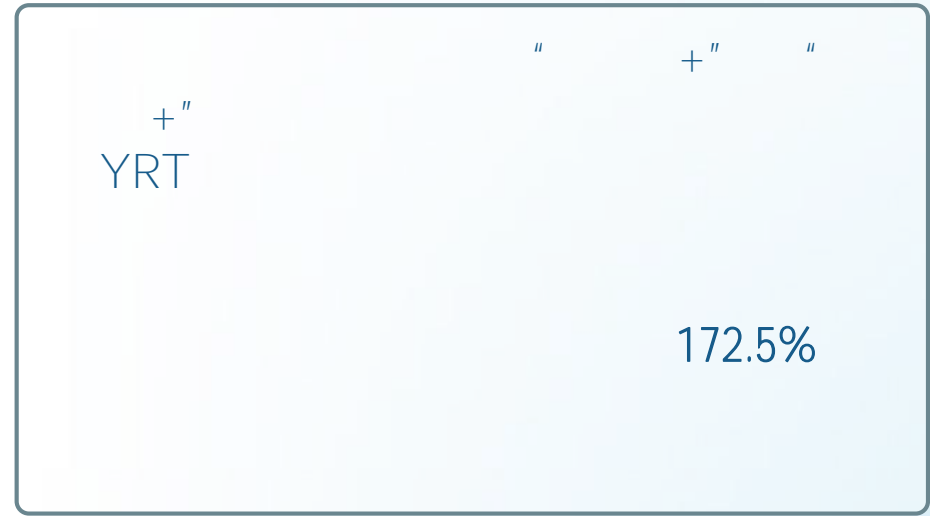 “ +” “
+”
YRT
172.5%